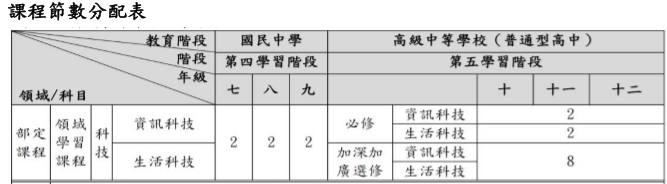 課程節數分配表
教育階段 國民中學 高級中等學校(普通型高中)
階段 第四學習階段 第五學習階段
年級 七 八 九 十 十一 十二
領域/科目
部定課程 領域學習課程 科技 資訊科技 2 2 2 必修 資訊科技 2
生活科技 2
生活科技 加深加廣選修 資訊科技 8
生活科技